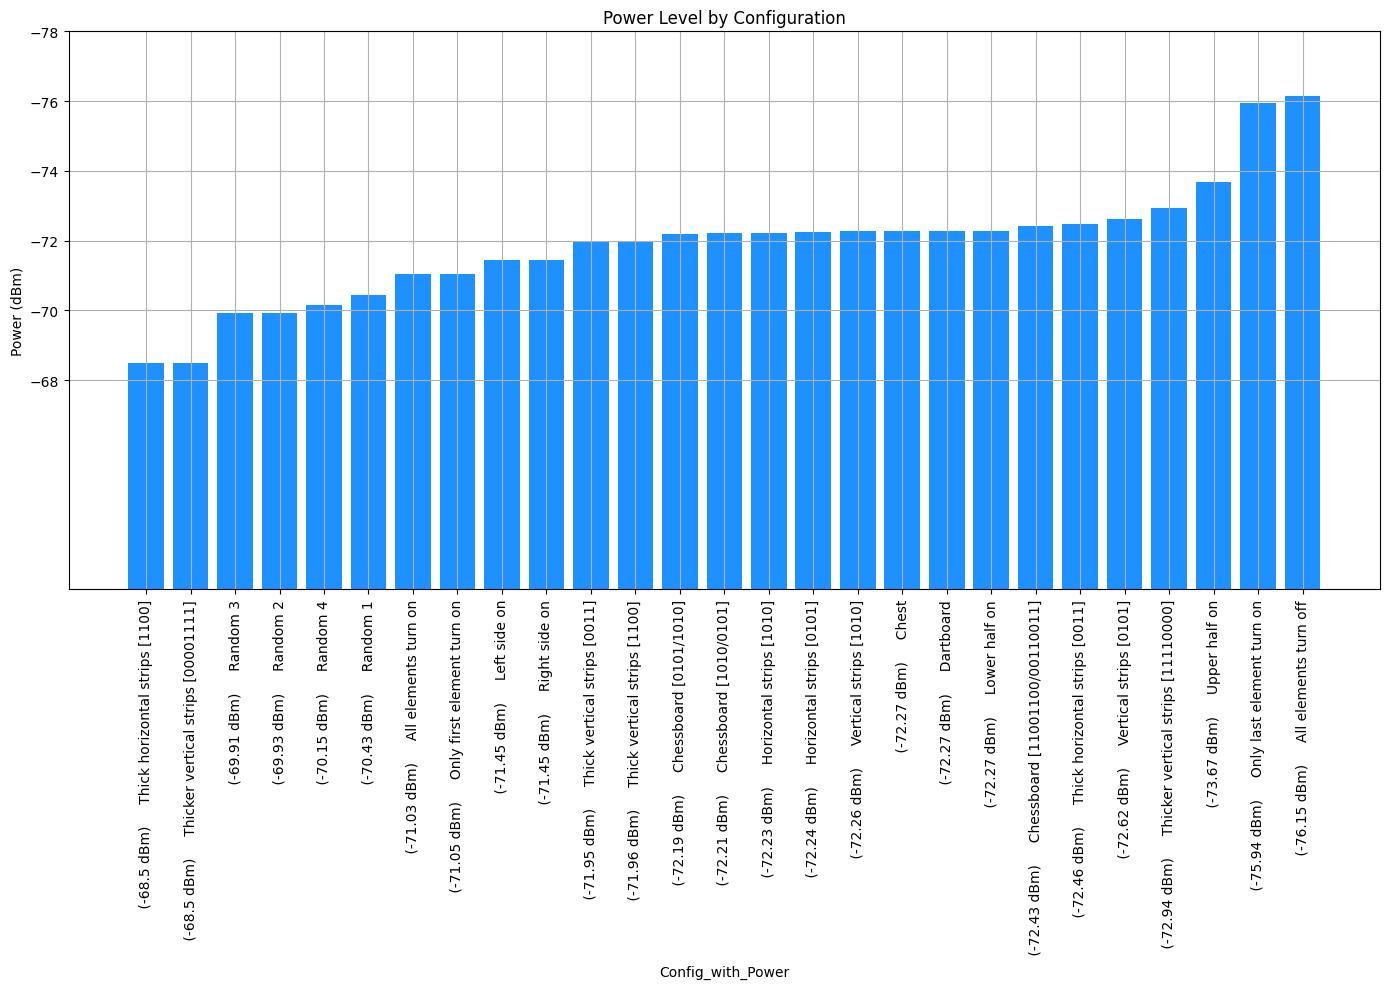 Power Level by Configuration
Power (dBm)
−78
−76
−74
−72
−70
−68
(-68.5 dBm) Thick horizontal strips [1100]
(-68.5 dBm) Thicker vertical strips [00001111]
(-69.91 dBm) Random 3
(-69.93 dBm) Random 2
(-70.15 dBm) Random 4
(-70.43 dBm) Random 1
(-71.03 dBm) All elements turn on
(-71.05 dBm) Only first element turn on
(-71.45 dBm) Left side on
(-71.45 dBm) Right side on
(-71.95 dBm) Thick vertical strips [0011]
(-71.96 dBm) Thick vertical strips [1100]
(-72.19 dBm) Chessboard [0101/1010]
(-72.21 dBm) Chessboard [1010/0101]
(-72.23 dBm) Horizontal strips [1010]
(-72.24 dBm) Horizontal strips [0101]
(-72.26 dBm) Vertical strips [1010]
(-72.27 dBm) Chest
(-72.27 dBm) Dartboard
(-72.27 dBm) Lower half on
(-72.43 dBm) Chessboard [11001100/00110011]
(-72.46 dBm) Thick horizontal strips [0011]
(-72.62 dBm) Vertical strips [0101]
(-72.94 dBm) Thicker vertical strips [11110000]
(-73.67 dBm) Upper half on
(-75.94 dBm) Only last element turn on
(-76.15 dBm) All elements turn off
Config_with_Power